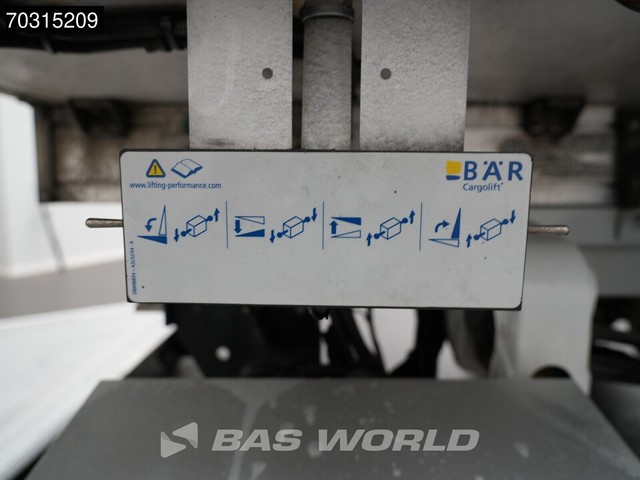 70315209
www.lifting-performance.com
BÄR
Cargolift
BAS WORLD